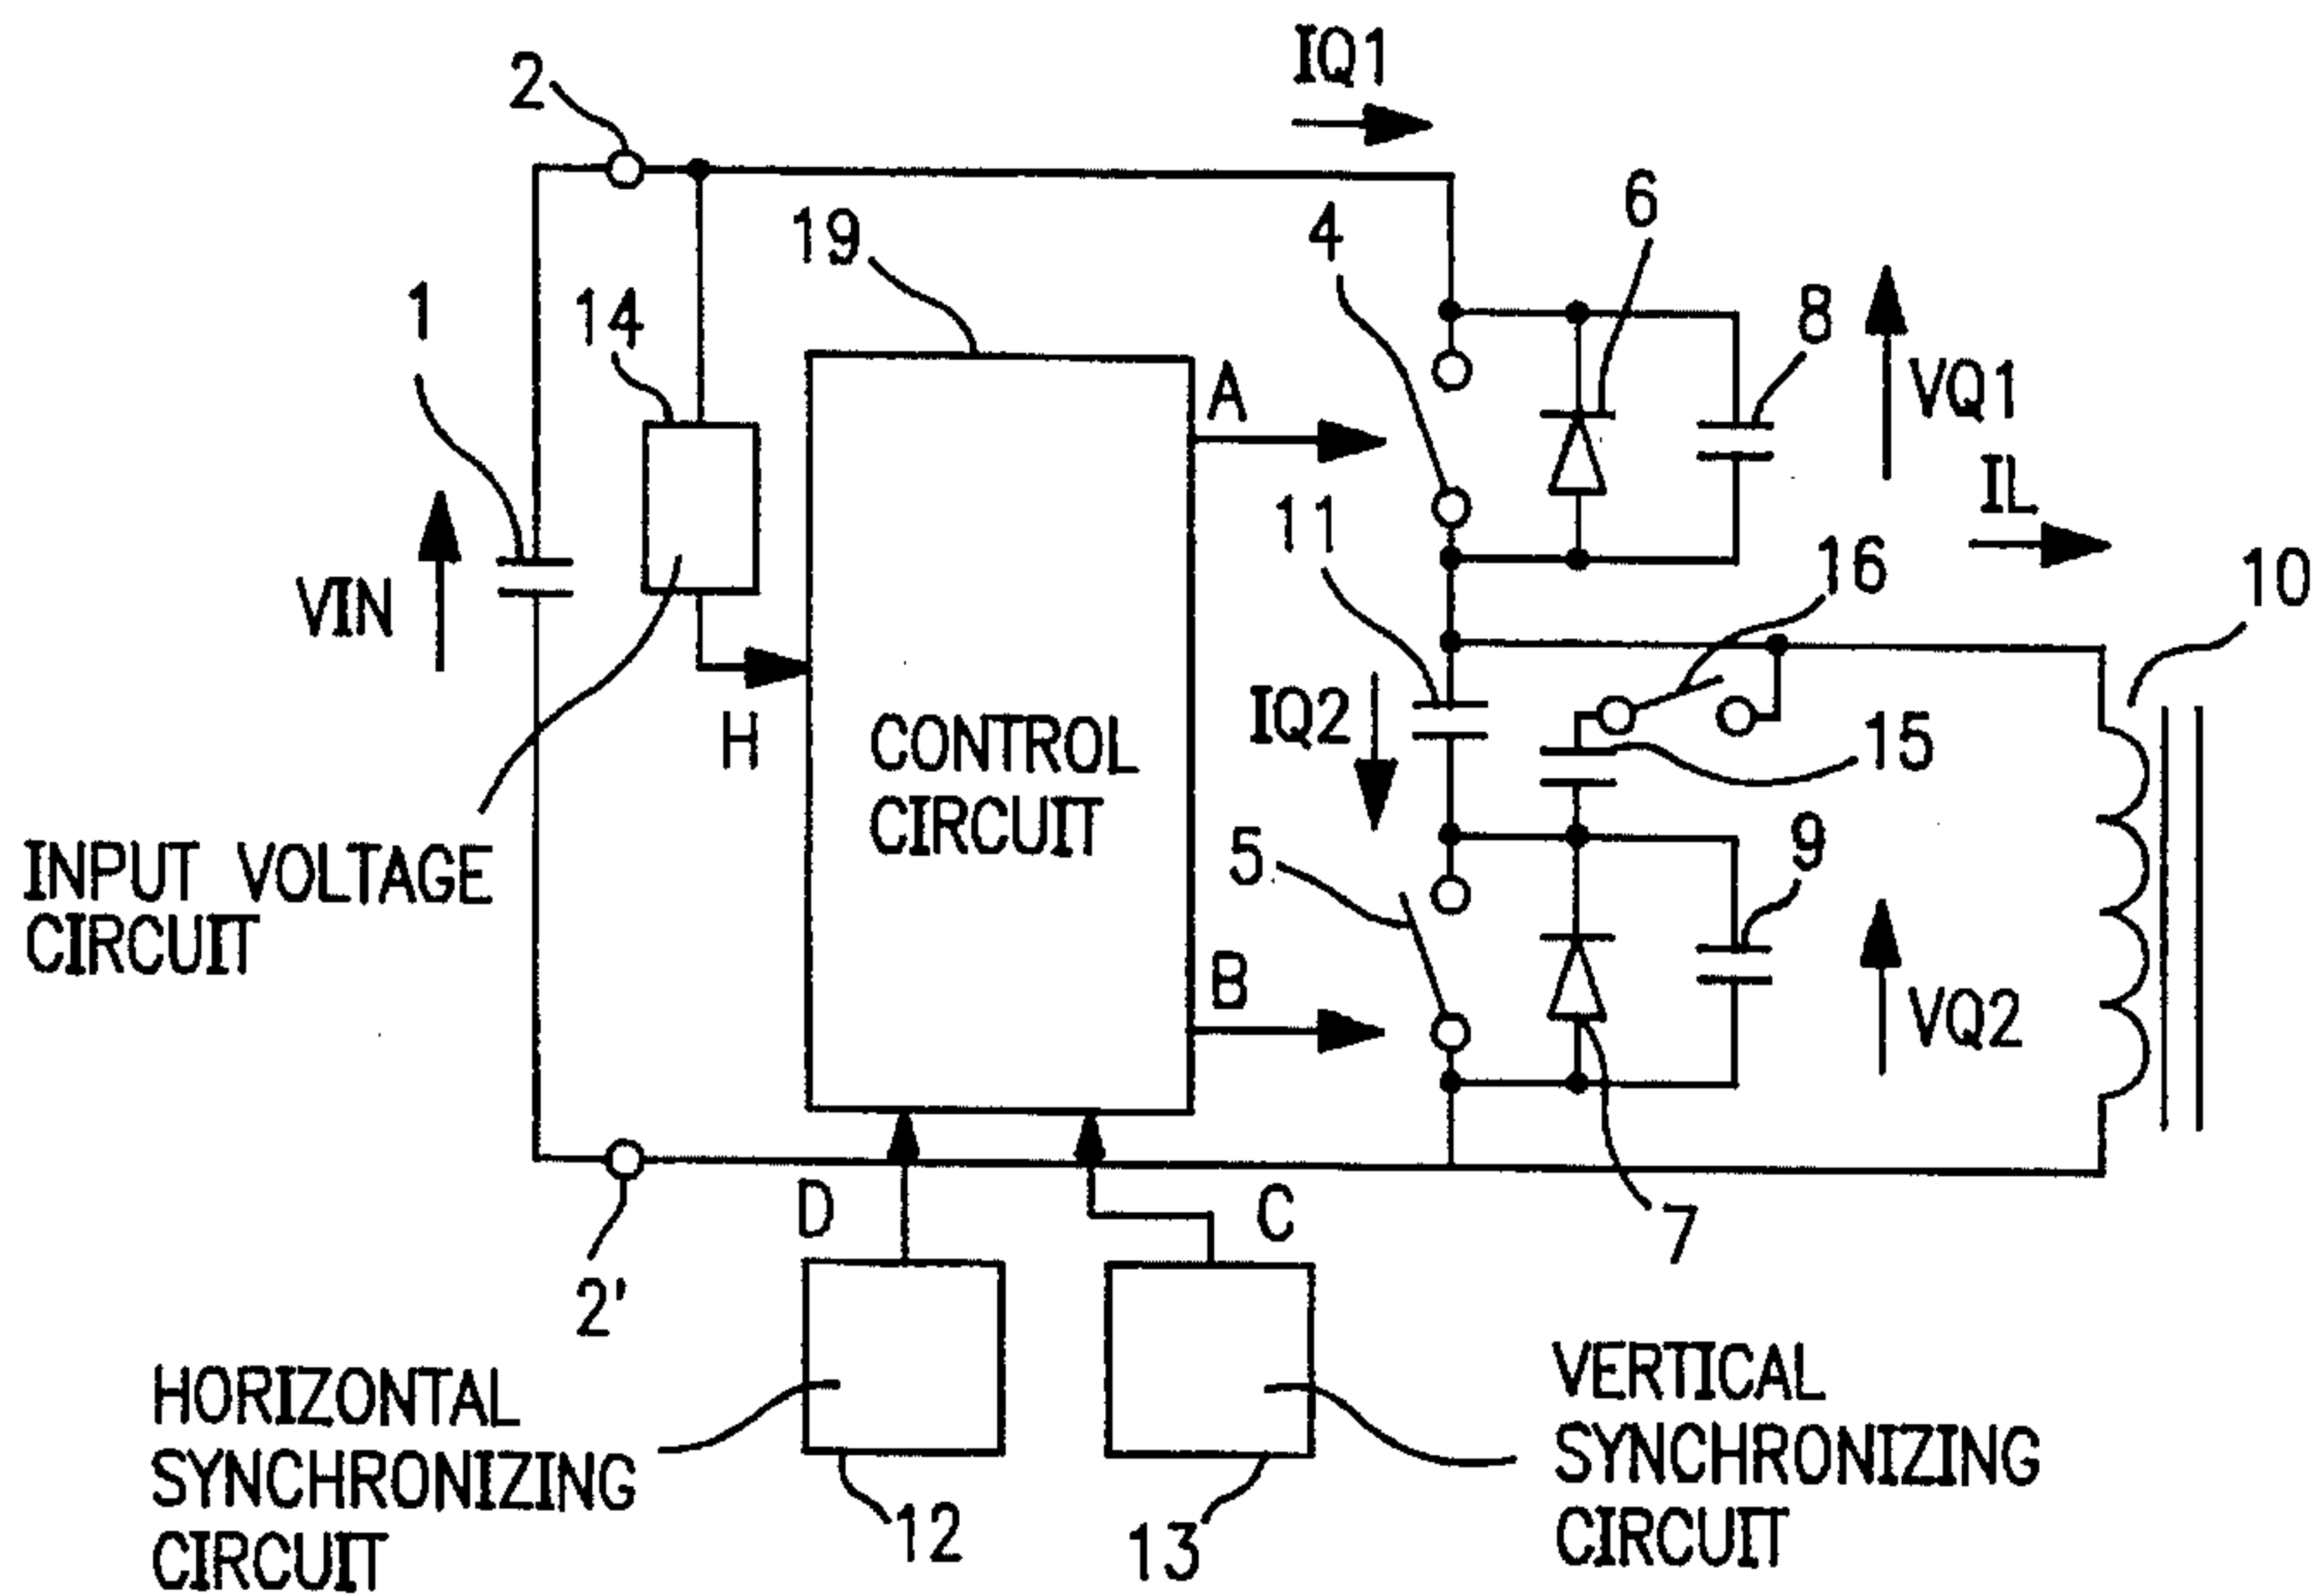 IQ1
2
19
4
6
1
14
8
A
VQ1
IL
11
16
10
VIN
H
IQ2
CONTROL
CIRCUIT
15
INPUT VOLTAGE
CIRCUIT
5
9
B
VQ2
D
C
7
2'
HORIZONTAL
SYNCHRONIZING
CIRCUIT
12
13
VERTICAL
SYNCHRONIZING
CIRCUIT